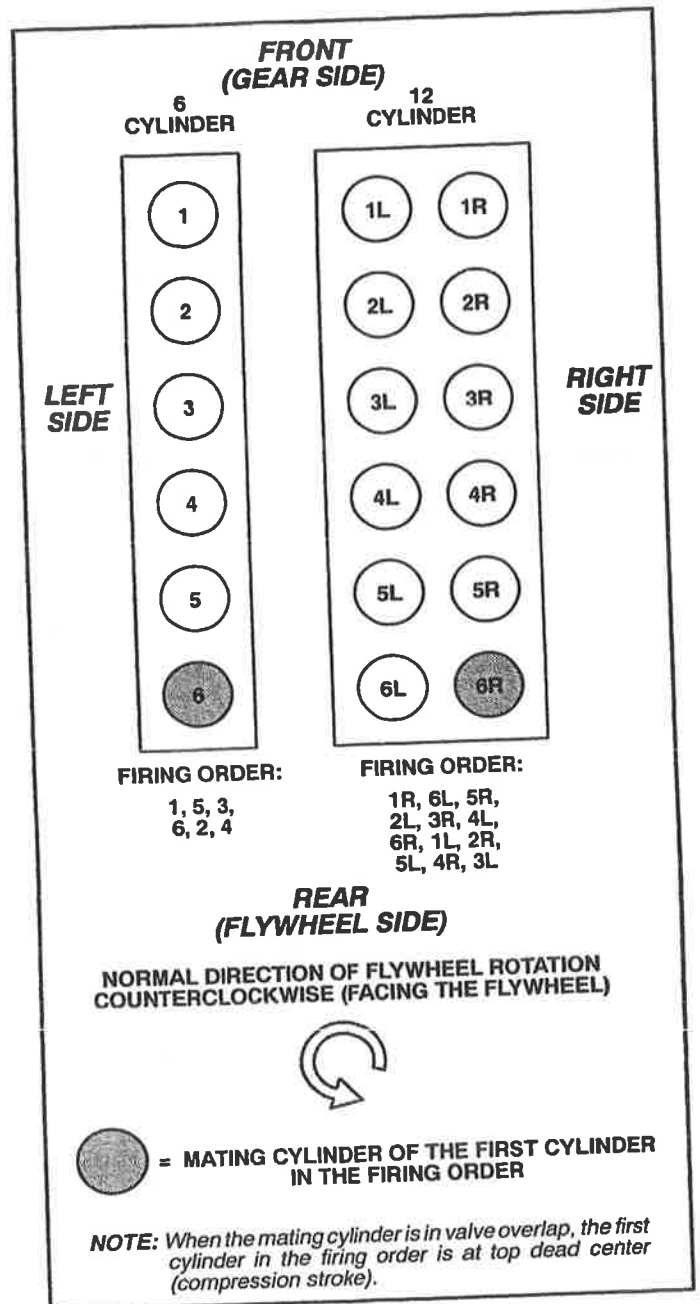 FRONT
(GEAR SIDE)
6
CYLINDER
12
CYLINDER
1
2
3
4
5
6
1L 1R
2L 2R
3L 3R
4L 4R
5L 5R
6L 6R
LEFT
SIDE
RIGHT
SIDE
FIRING ORDER:
1, 5, 3,
6, 2, 4
FIRING ORDER:
1R, 6L, 5R,
2L, 3R, 4L,
6R, 1L, 2R,
5L, 4R, 3L
REAR
(FLYWHEEL SIDE)
NORMAL DIRECTION OF FLYWHEEL ROTATION
COUNTERCLOCKWISE (FACING THE FLYWHEEL)
= MATING CYLINDER OF THE FIRST CYLINDER
IN THE FIRING ORDER
NOTE: When the mating cylinder is in valve overlap, the first
cylinder in the firing order is at top dead center
(compression stroke).